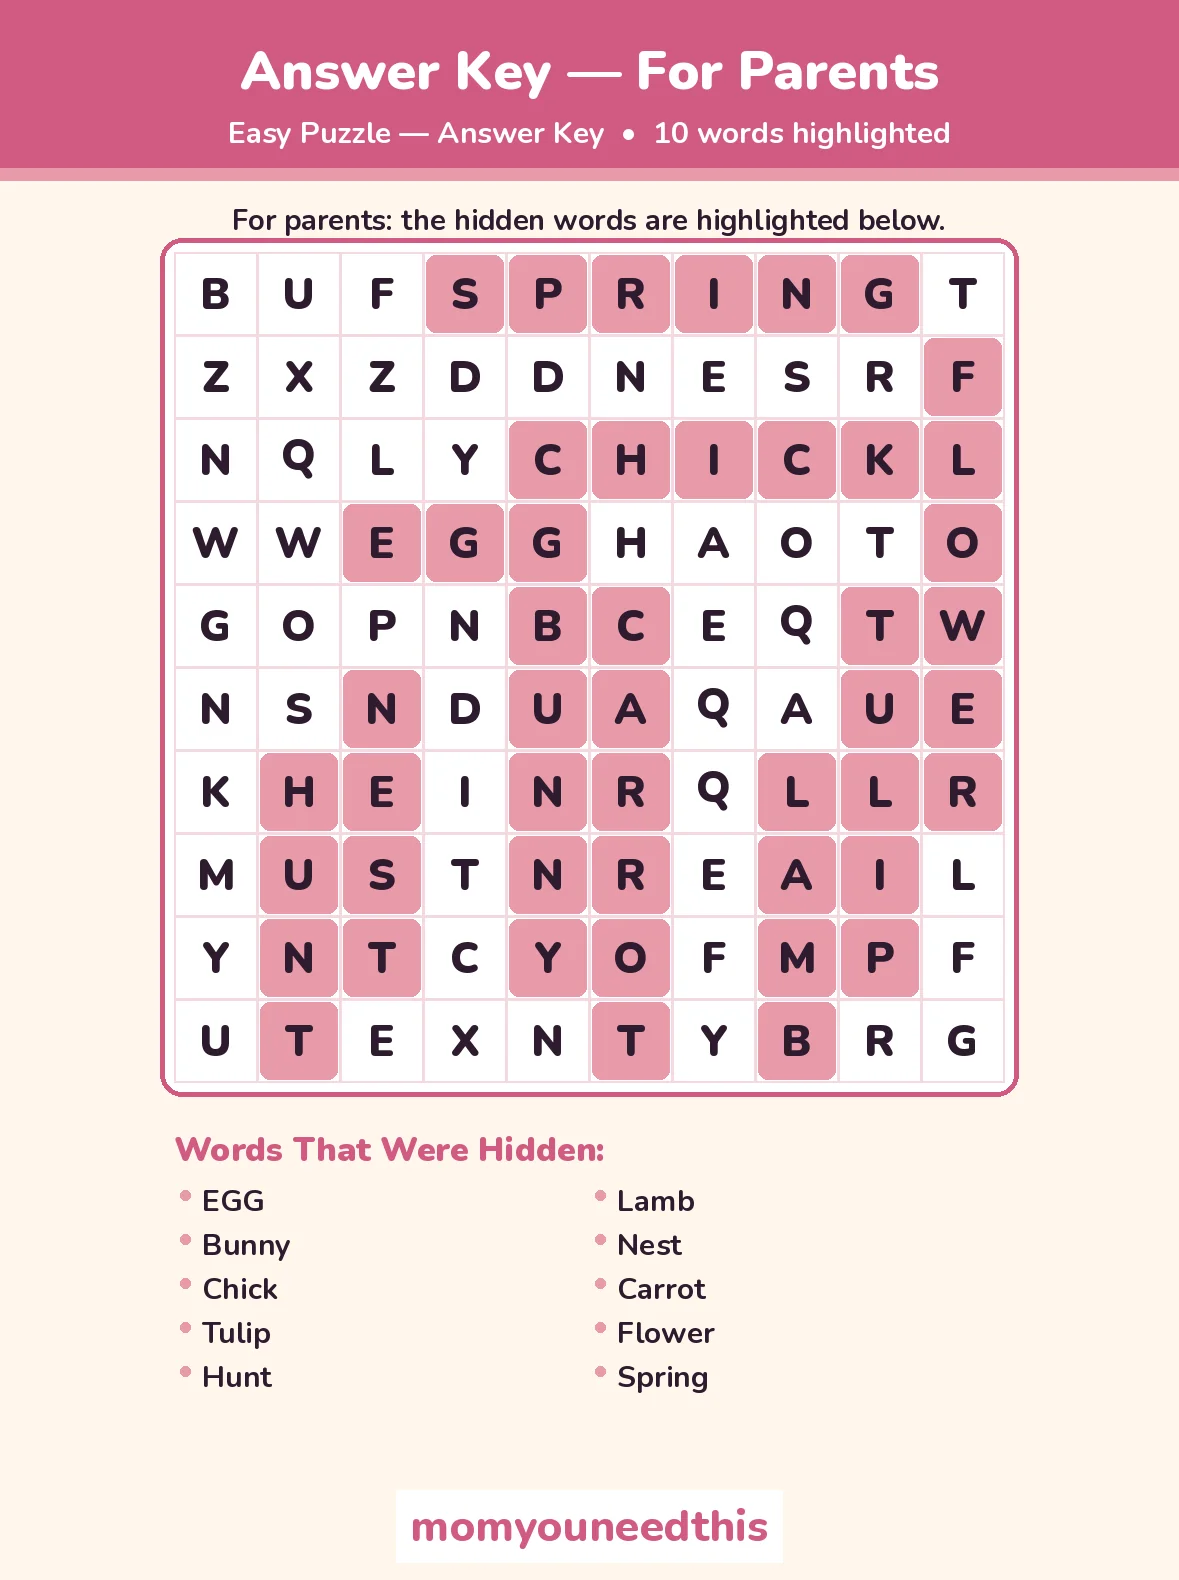 Answer Key — For Parents
Easy Puzzle — Answer Key • 10 words highlighted
For parents: the hidden words are highlighted below.
B U F S P R I N G T
Z X Z D D N E S R F
N Q L Y C H I C K L
W W E G G H A O T O
G O P N B C E Q T W
N S N D U A Q A U E
K H E I N R Q L L R
M U S T N R E A I L
Y N T C Y O F M P F
U T E X N T Y B R G
Words That Were Hidden:
• EGG
• Bunny
• Chick
• Tulip
• Hunt
• Lamb
• Nest
• Carrot
• Flower
• Spring
momyouneedthis